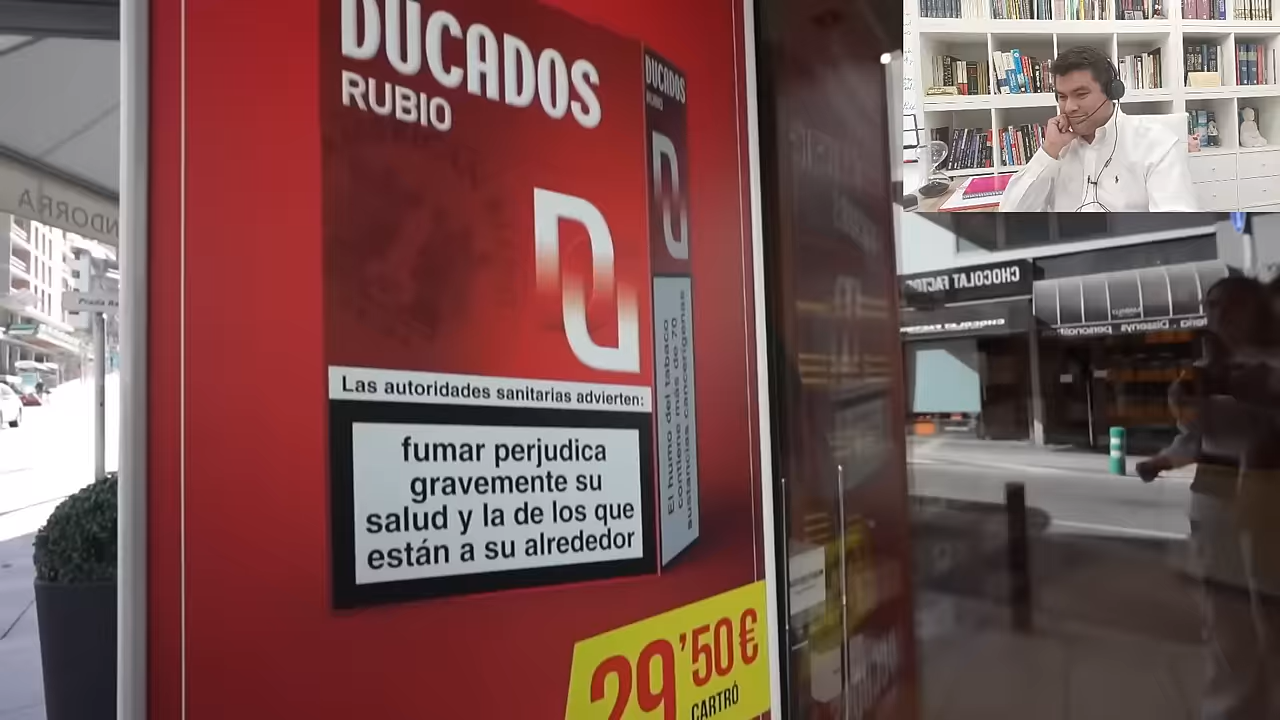 DUCADOS
RUBIO
DUCADOS
RUBIO
Las autoridades sanitarias advierten:
fumar perjudica
gravemente su
salud y la de los que
están a su alrededor
El humo del tabaco
contiene más de 70
sustancias cancerígenas
29'50€
CARTRÓ
ANDORRA
CHOCOLAT FACTORY